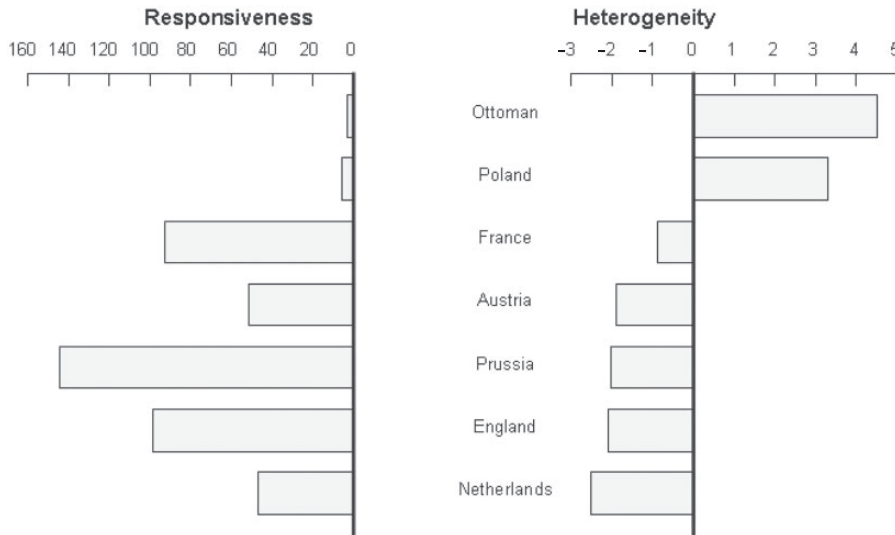 Responsiveness
160 140 120 100 80 60 40 20 0
Heterogeneity
−3 −2 −1 0 1 2 3 4 5
Ottoman
Poland
France
Austria
Prussia
England
Netherlands